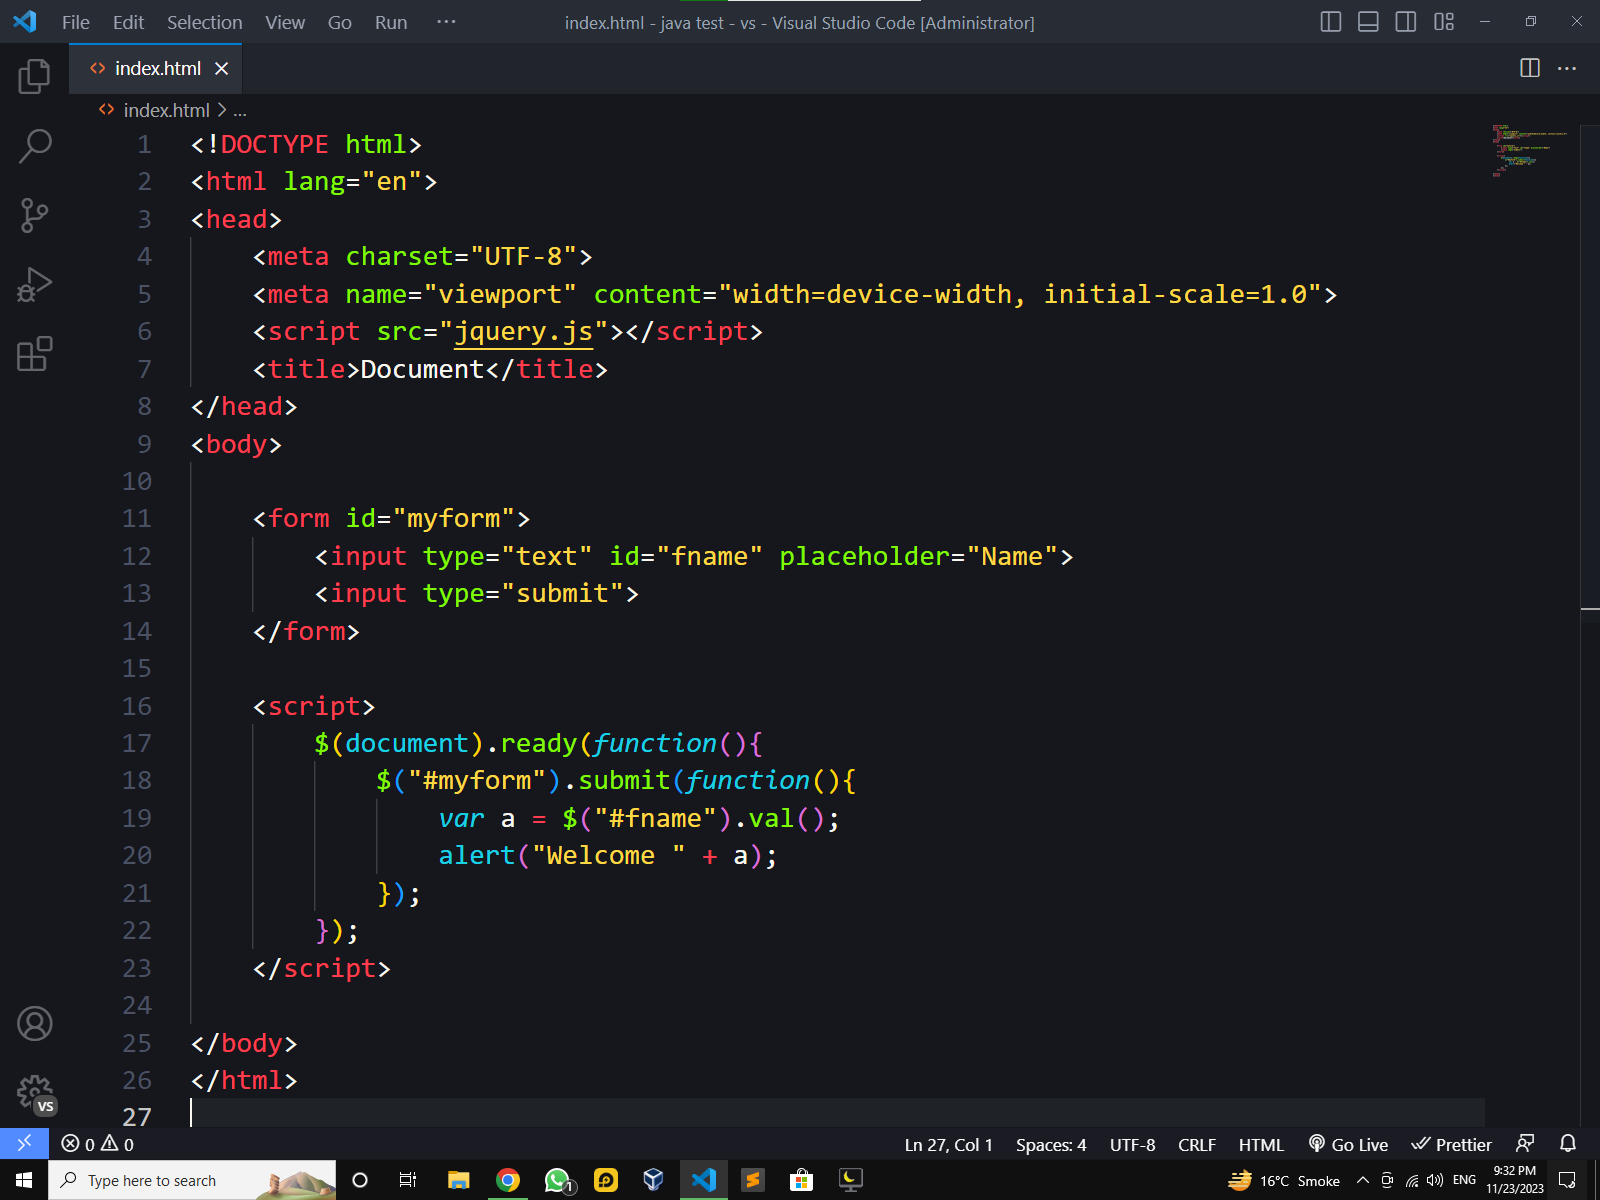 File Edit Selection View Go Run ···
index.html - java test - vs - Visual Studio Code [Administrator]
index.html
index.html > ...
1 <!DOCTYPE html>
2 <html lang="en">
3 <head>
4 <meta charset="UTF-8">
5 <meta name="viewport" content="width=device-width, initial-scale=1.0">
6 <script src="jquery.js"></script>
7 <title>Document</title>
8 </head>
9 <body>
10
11 <form id="myform">
12 <input type="text" id="fname" placeholder="Name">
13 <input type="submit">
14 </form>
15
16 <script>
17 $(document).ready(function(){
18 $("#myform").submit(function(){
19 var a = $("#fname").val();
20 alert("Welcome " + a);
21 });
22 });
23 </script>
24
25 </body>
26 </html>
27
VS
0 0 Ln 27, Col 1 Spaces: 4 UTF-8 CRLF HTML Go Live Prettier
Type here to search 1 16°C Smoke ENG 9:32 PM
11/23/2023